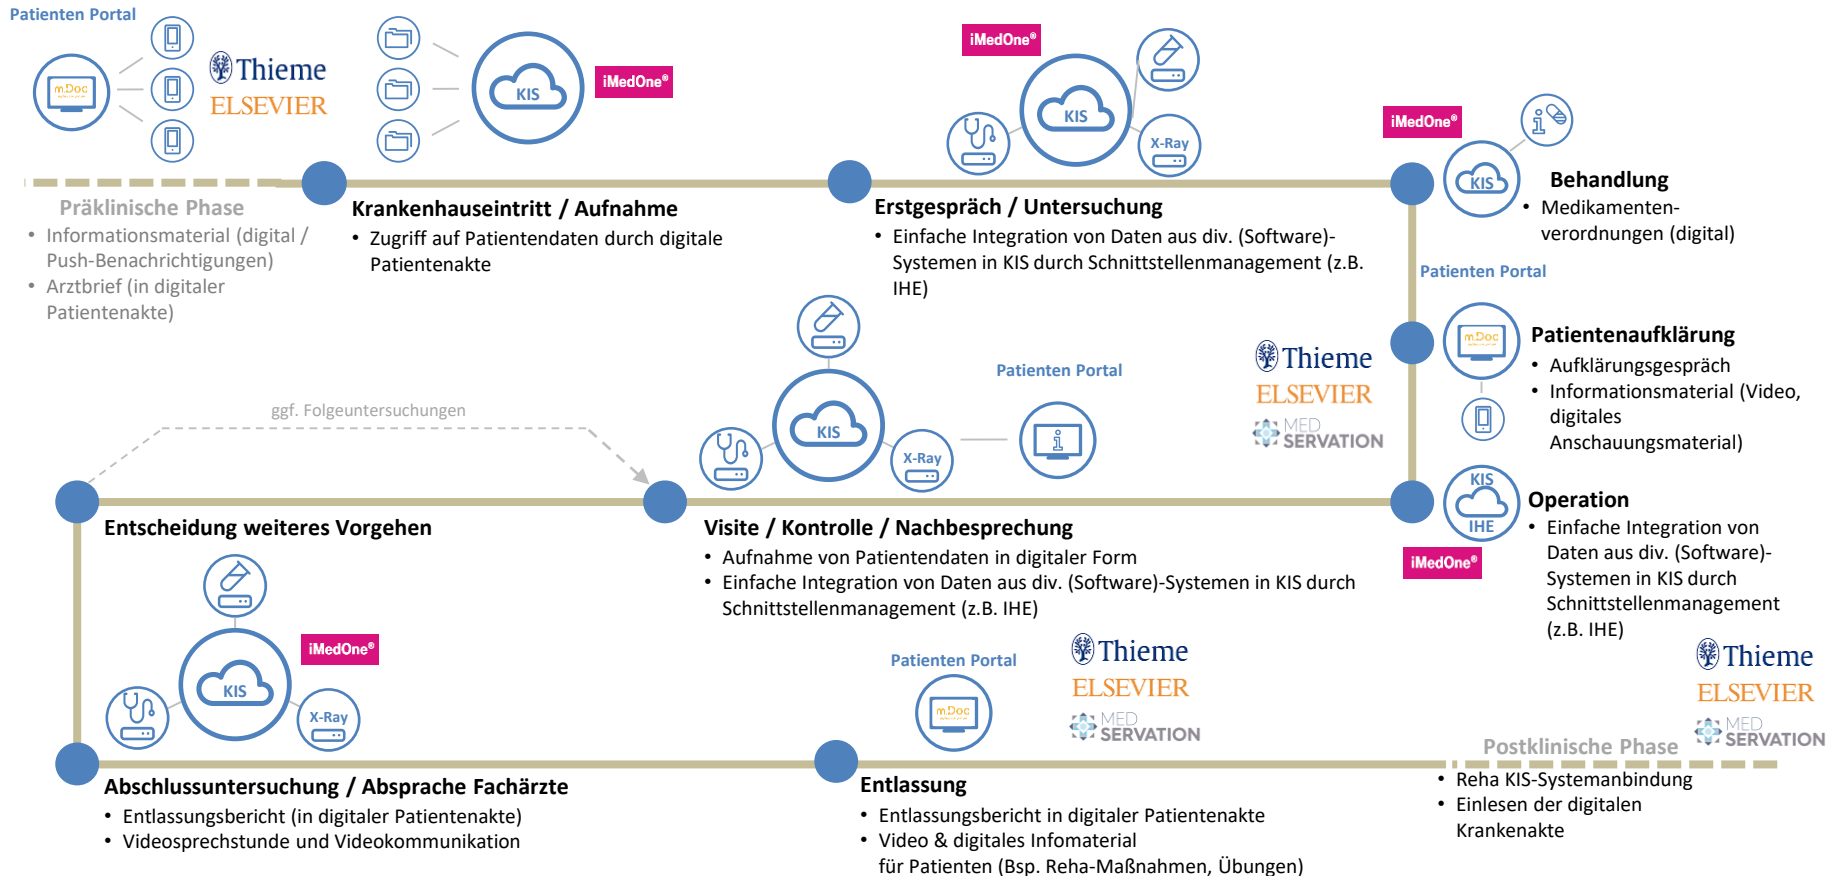 Patienten Portal
m.Doc
Thieme
ELSEVIER
KIS
iMedOne®
iMedOne®
KIS
X-Ray
iMedOne®
KIS
Präklinische Phase
• Informationsmaterial (digital /
Push-Benachrichtigungen)
• Arztbrief (in digitaler
Patientenakte)
Krankenhauseintritt / Aufnahme
• Zugriff auf Patientendaten durch digitale
Patientenakte
Erstgespräch / Untersuchung
• Einfache Integration von Daten aus div. (Software)-
Systemen in KIS durch Schnittstellenmanagement (z.B.
IHE)
Behandlung
• Medikamenten-
verordnungen (digital)
Patienten Portal
m.Doc
Patientenaufklärung
• Aufklärungsgespräch
• Informationsmaterial (Video,
digitales
Anschauungsmaterial)
Thieme
ELSEVIER
MED
SERVATION
Patienten Portal
KIS
X-Ray
ggf. Folgeuntersuchungen
KIS
IHE
iMedOne®
Operation
• Einfache Integration von
Daten aus div. (Software)-
Systemen in KIS durch
Schnittstellenmanagement
(z.B. IHE)
Entscheidung weiteres Vorgehen
Visite / Kontrolle / Nachbesprechung
• Aufnahme von Patientendaten in digitaler Form
• Einfache Integration von Daten aus div. (Software)-Systemen in KIS durch
Schnittstellenmanagement (z.B. IHE)
iMedOne®
KIS
X-Ray
Patienten Portal
m.Doc
Thieme
ELSEVIER
MED
SERVATION
Thieme
ELSEVIER
MED
SERVATION
Abschlussuntersuchung / Absprache Fachärzte
• Entlassungsbericht (in digitaler Patientenakte)
• Videosprechstunde und Videokommunikation
Entlassung
• Entlassungsbericht in digitaler Patientenakte
• Video & digitales Infomaterial
für Patienten (Bsp. Reha-Maßnahmen, Übungen)
Postklinische Phase
• Reha KIS-Systemanbindung
• Einlesen der digitalen
Krankenakte